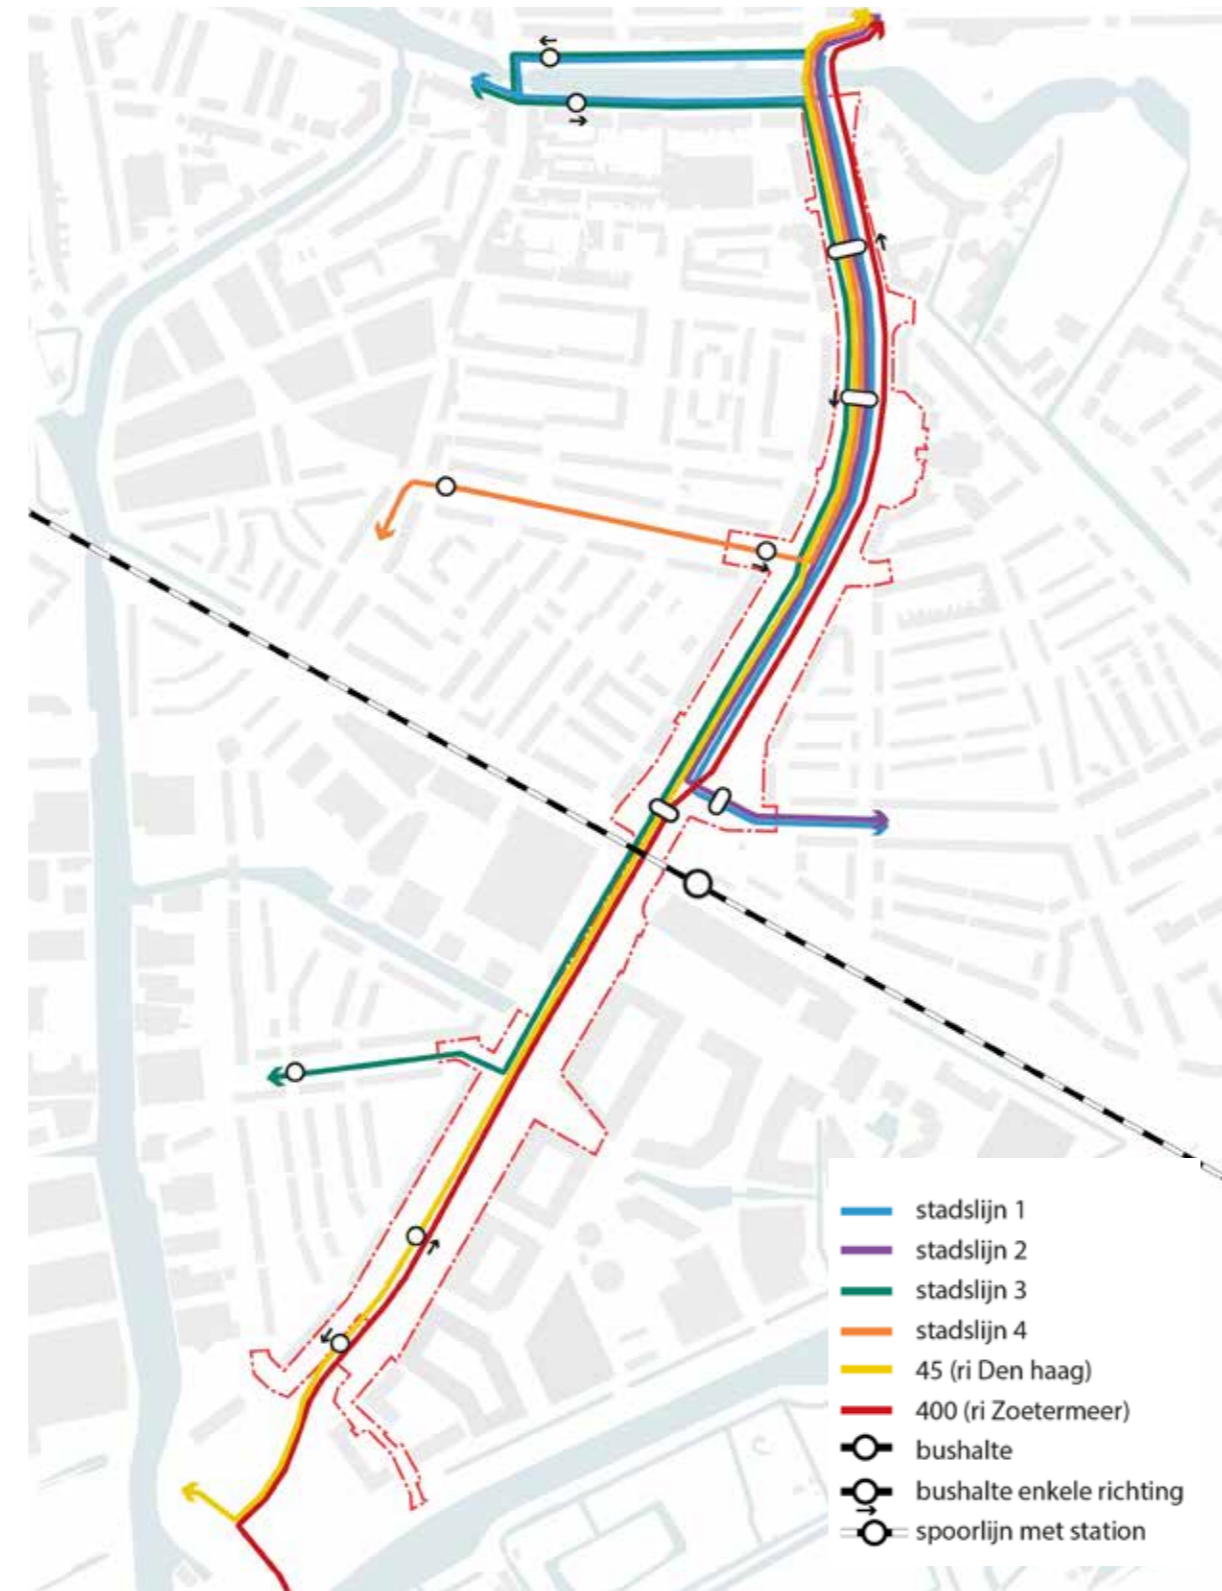 stadslijn 1
stadslijn 2
stadslijn 3
stadslijn 4
45 (ri Den haag)
400 (ri Zoetermeer)
bushalte
bushalte enkele richting
spoorlijn met station